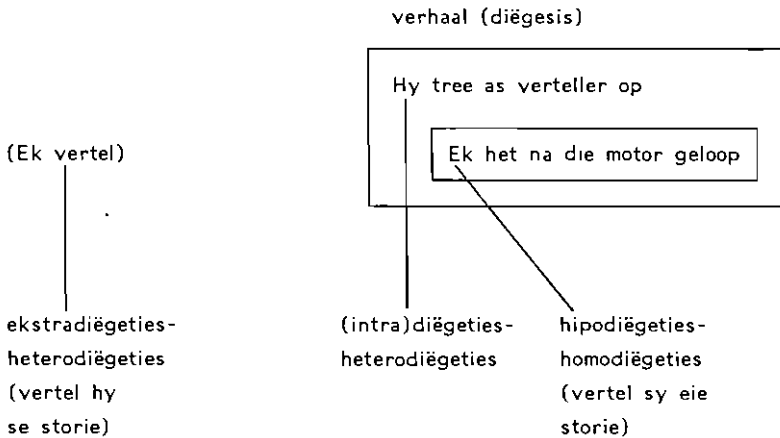 verhaal (diëgesis)
Hy tree as verteller op
(Ek vertel)
Ek het na die motor geloop
ekstradiëgeties-
heterodiëgeties
(vertel hy
se storie)
(intra)diëgeties-
heterodiëgeties
hipodiëgeties-
homodiëgeties
(vertel sy eie
storie)